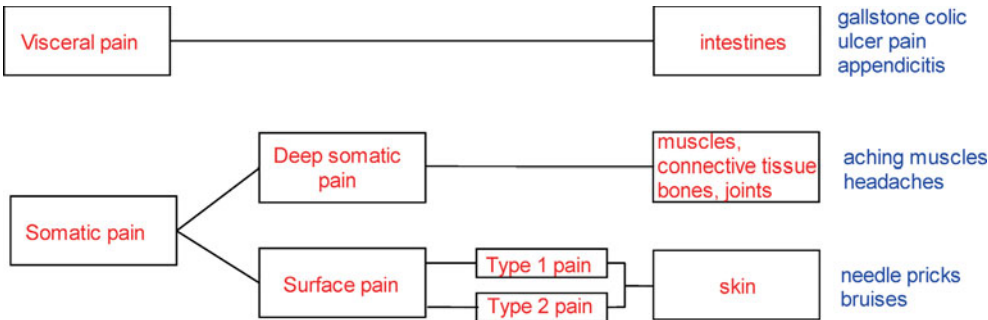 Visceral pain
intestines
gallstone colic
ulcer pain
appendicitis
Deep somatic
pain
muscles,
connective tissue
bones, joints
aching muscles
headaches
Somatic pain
Surface pain
Type 1 pain
Type 2 pain
skin
needle pricks
bruises